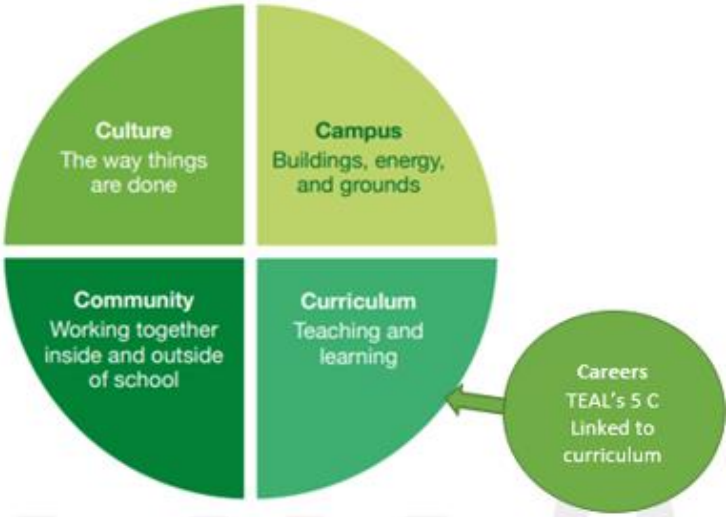 Culture
The way things
are done
Campus
Buildings, energy,
and grounds
Community
Working together
inside and outside
of school
Curriculum
Teaching and
learning
Careers
TEAL's 5 C
Linked to
curriculum